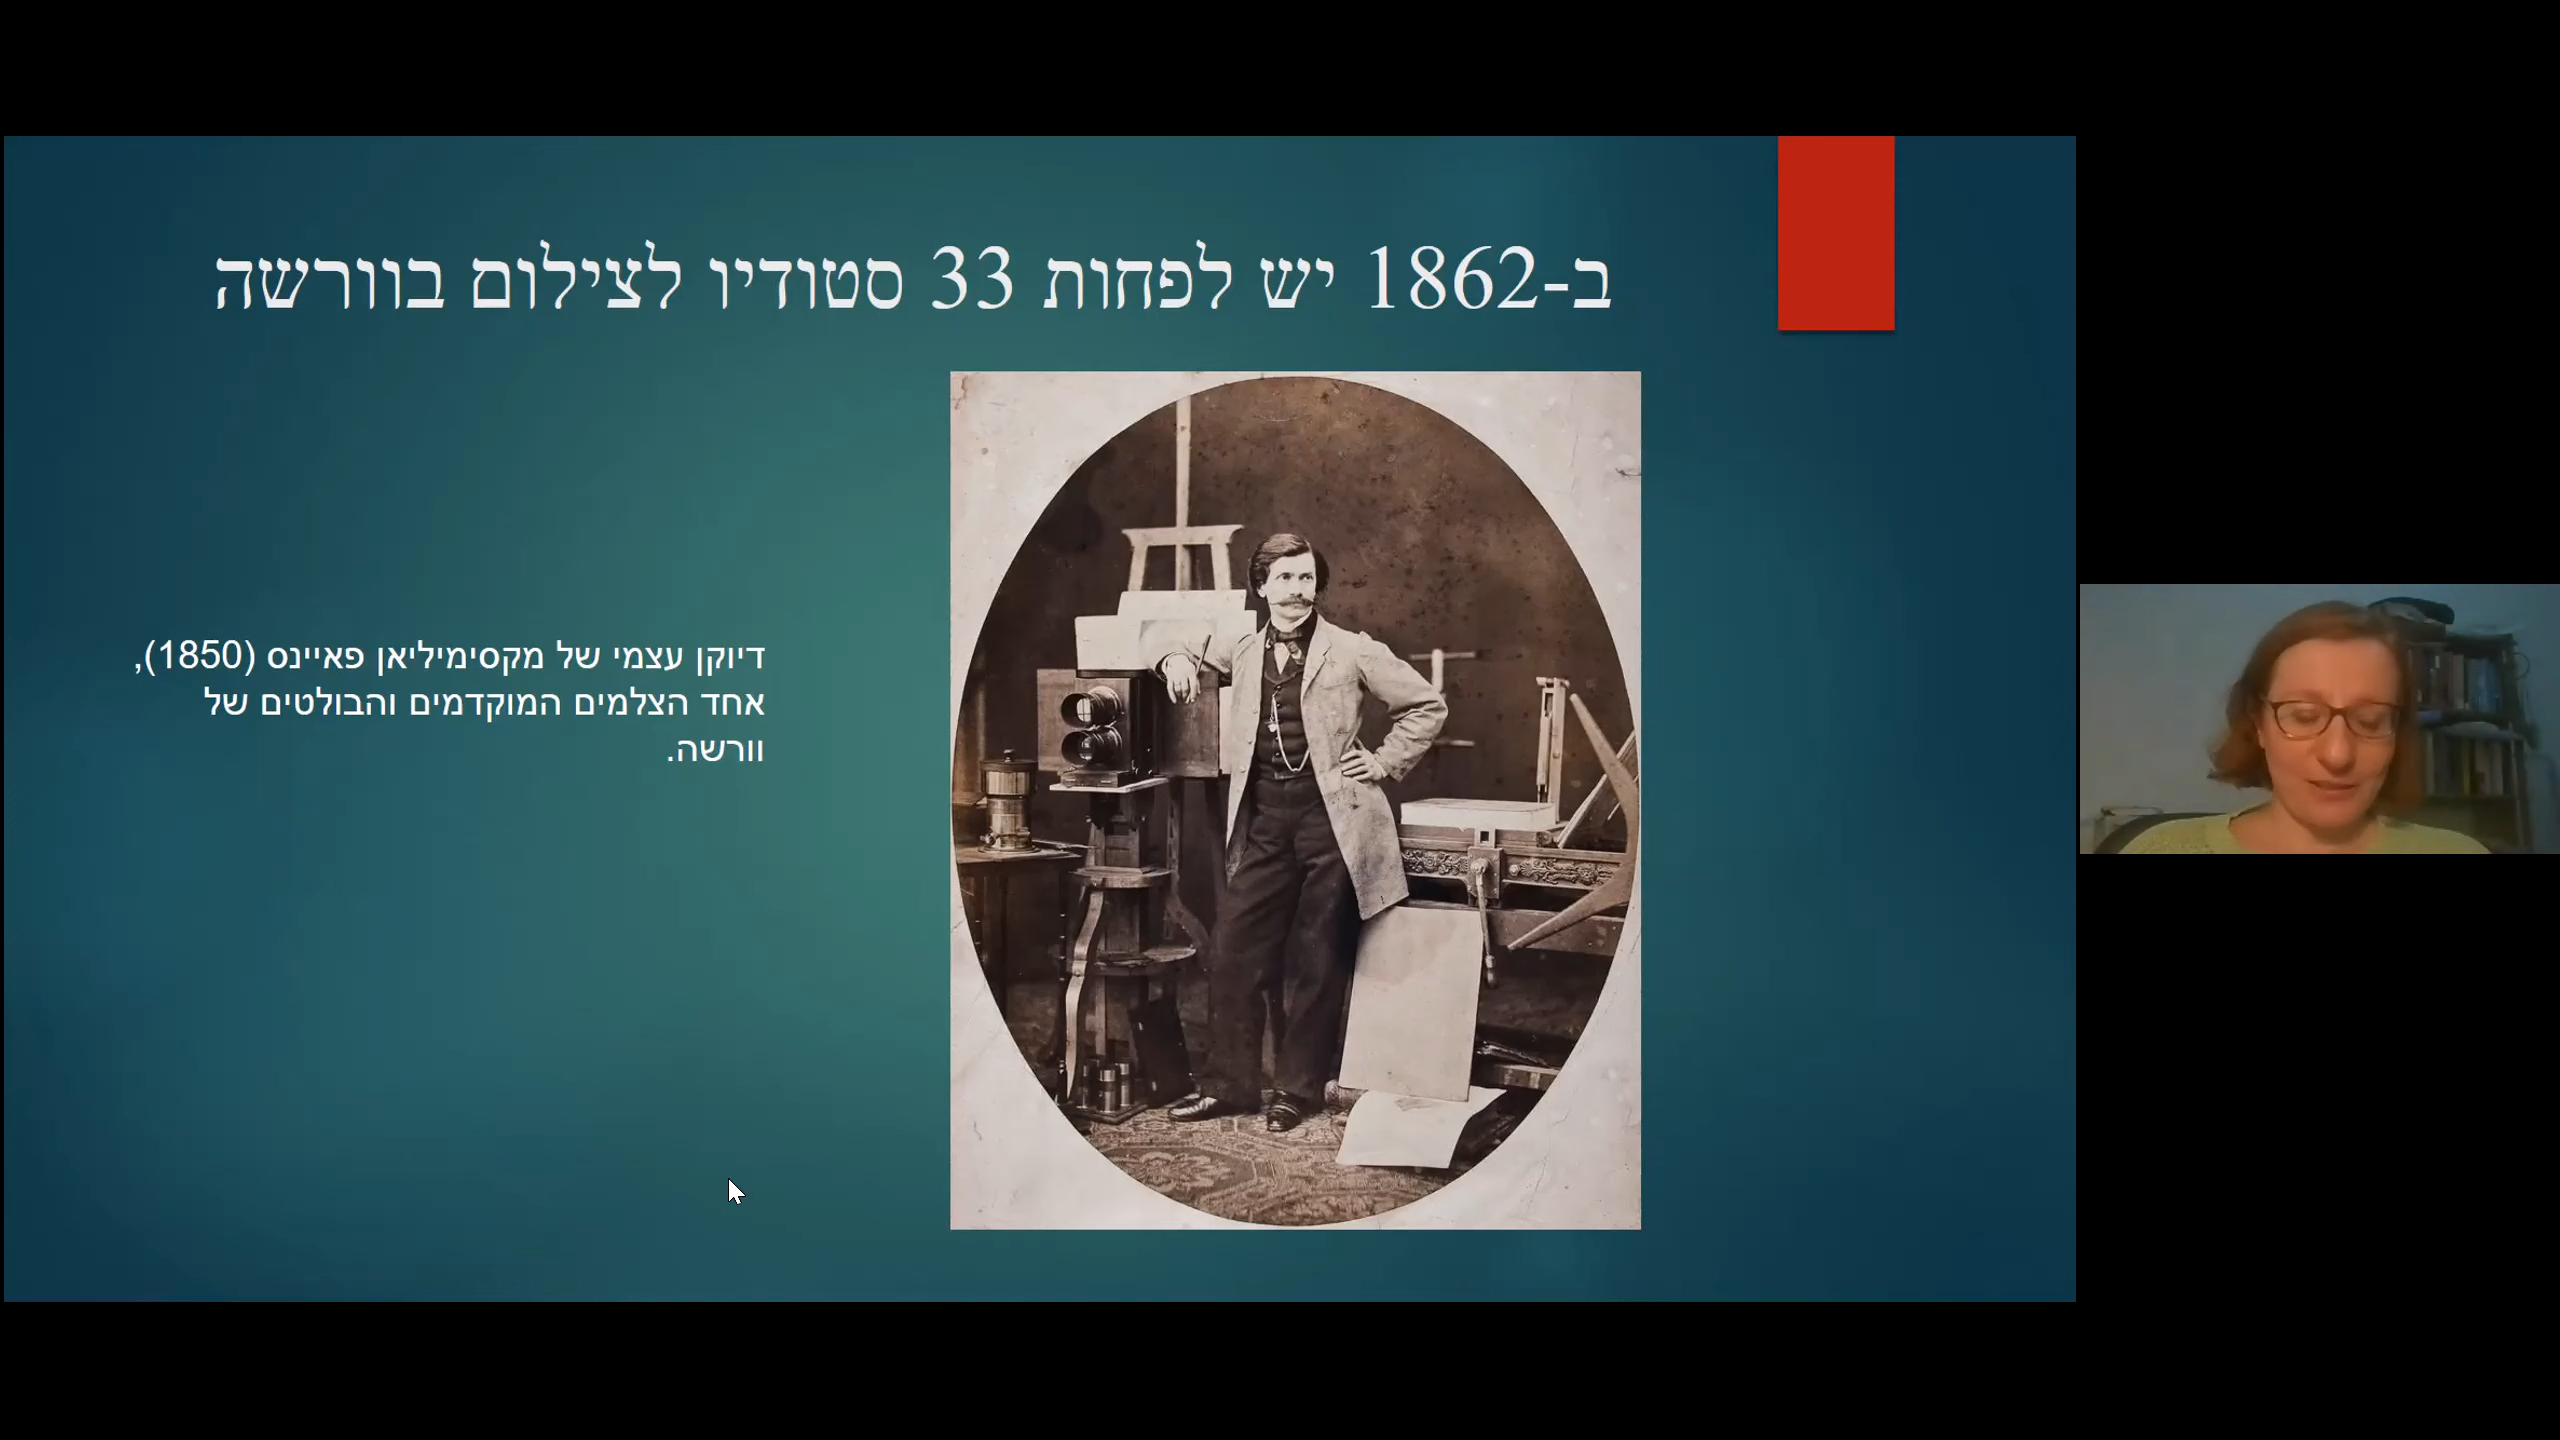 ב-1862 יש לפחות 33 סטודיו לצילום בוורשה
דיוקן עצמי של מקסימיליאן פאיינס (1850),
אחד הצלמים המוקדמים והבולטים של
וורשה.